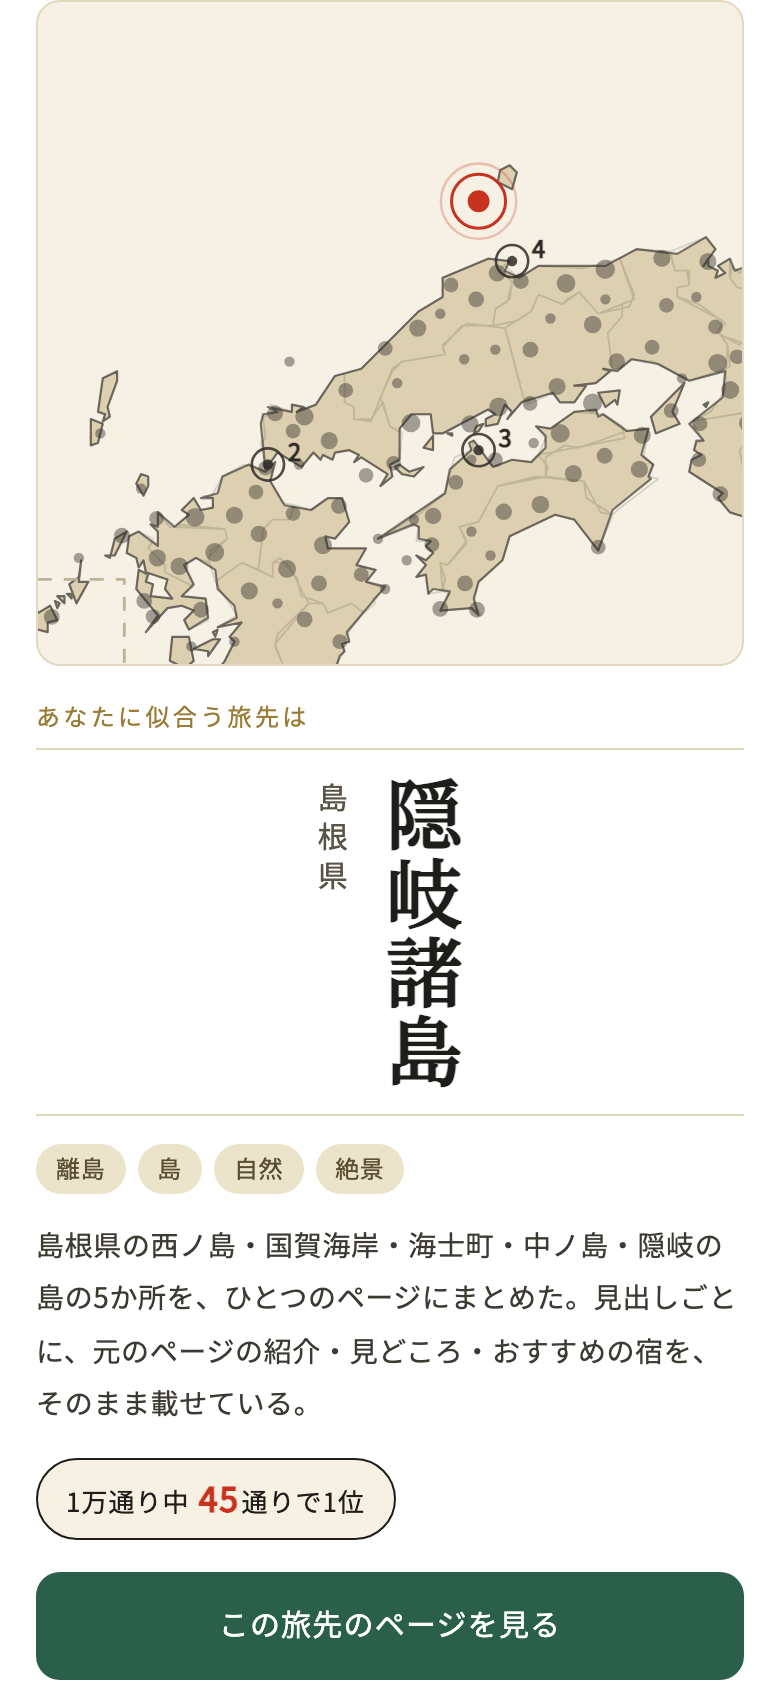 4
3
2
あなたに似合う旅先は
隠岐諸島
島根県
離島 島 自然 絶景
島根県の西ノ島・国賀海岸・海士町・中ノ島・隠岐の
島の5か所を、ひとつのページにまとめた。見出しごと
に、元のページの紹介・見どころ・おすすめの宿を、
そのまま載せている。
1万通り中 45通りで1位
この旅先のページを見る